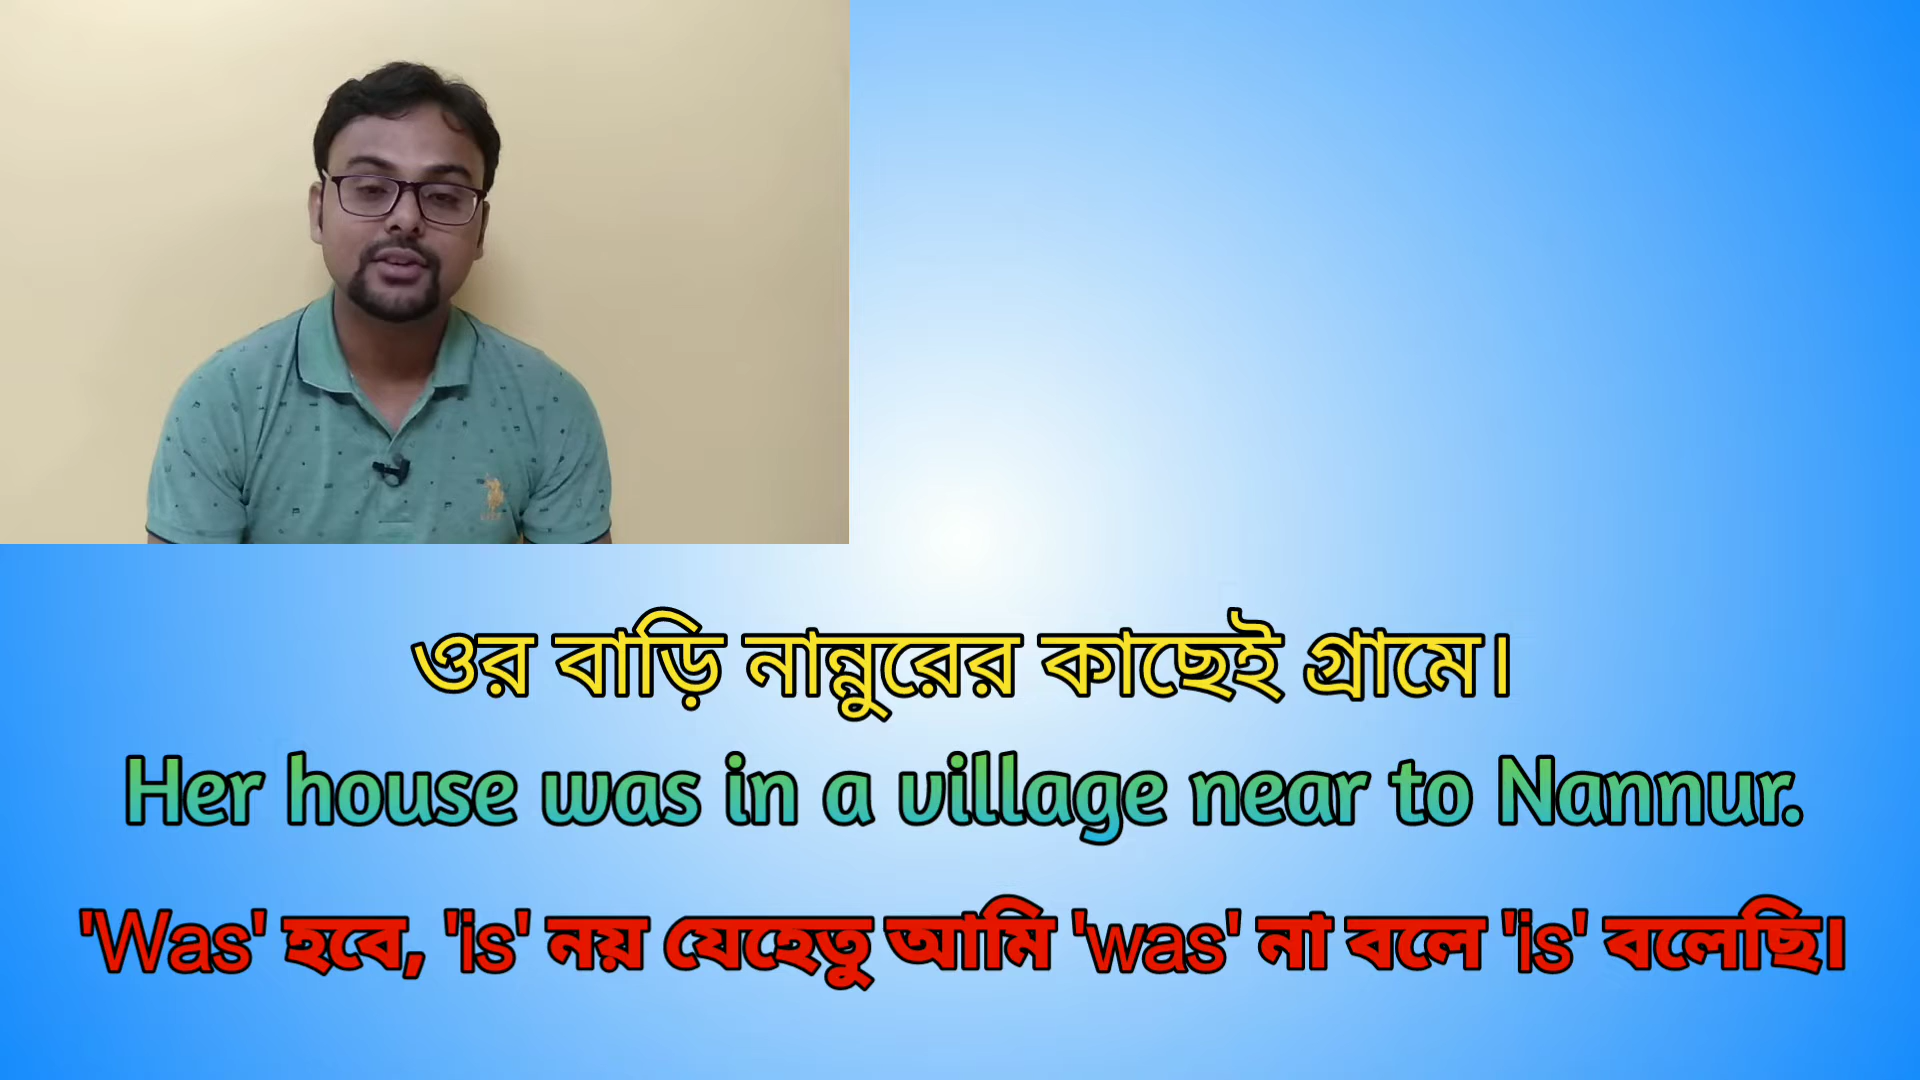 ওর বাড়ি নান্নুরের কাছেই গ্রামে।
Her house was in a village near to Nannur.
'Was' হবে, 'is' নয় যেহেতু আমি 'was' না বলে 'is' বলেছি।